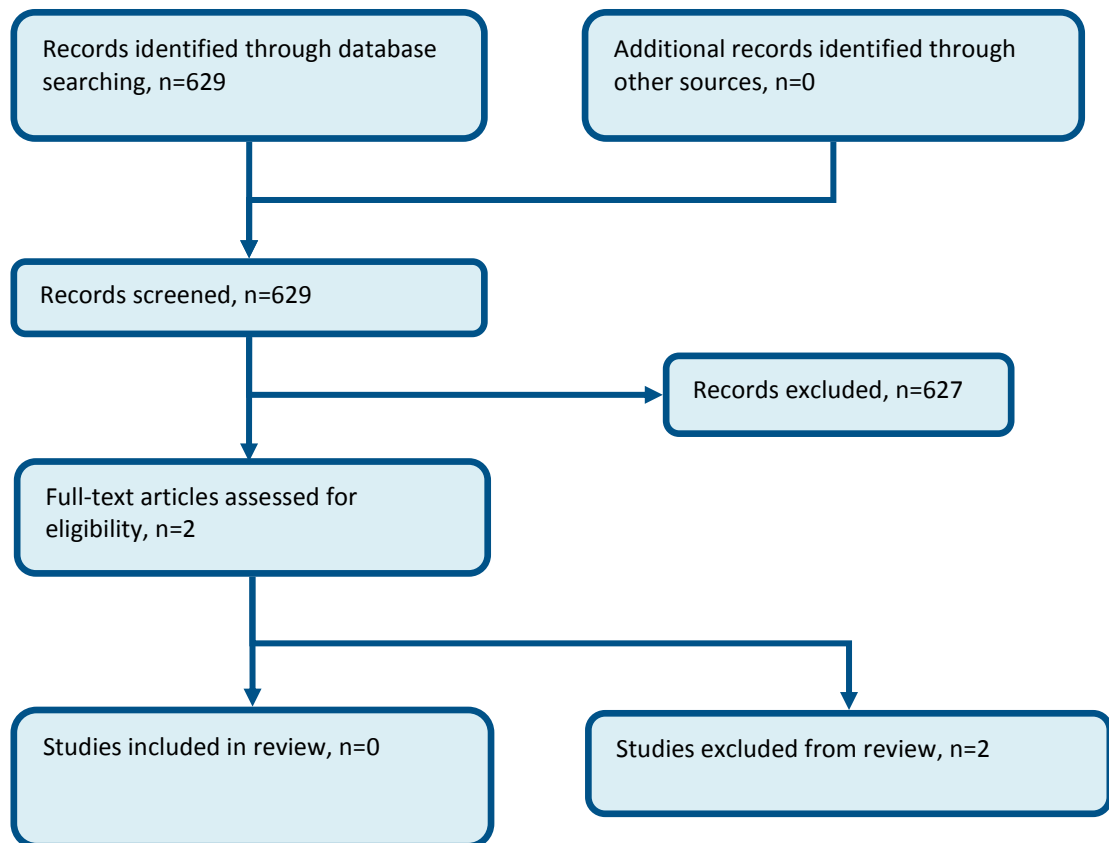 Records identified through database
searching, n=629
Additional records identified through
other sources, n=0
Records screened, n=629
Records excluded, n=627
Full-text articles assessed for
eligibility, n=2
Studies included in review, n=0
Studies excluded from review, n=2